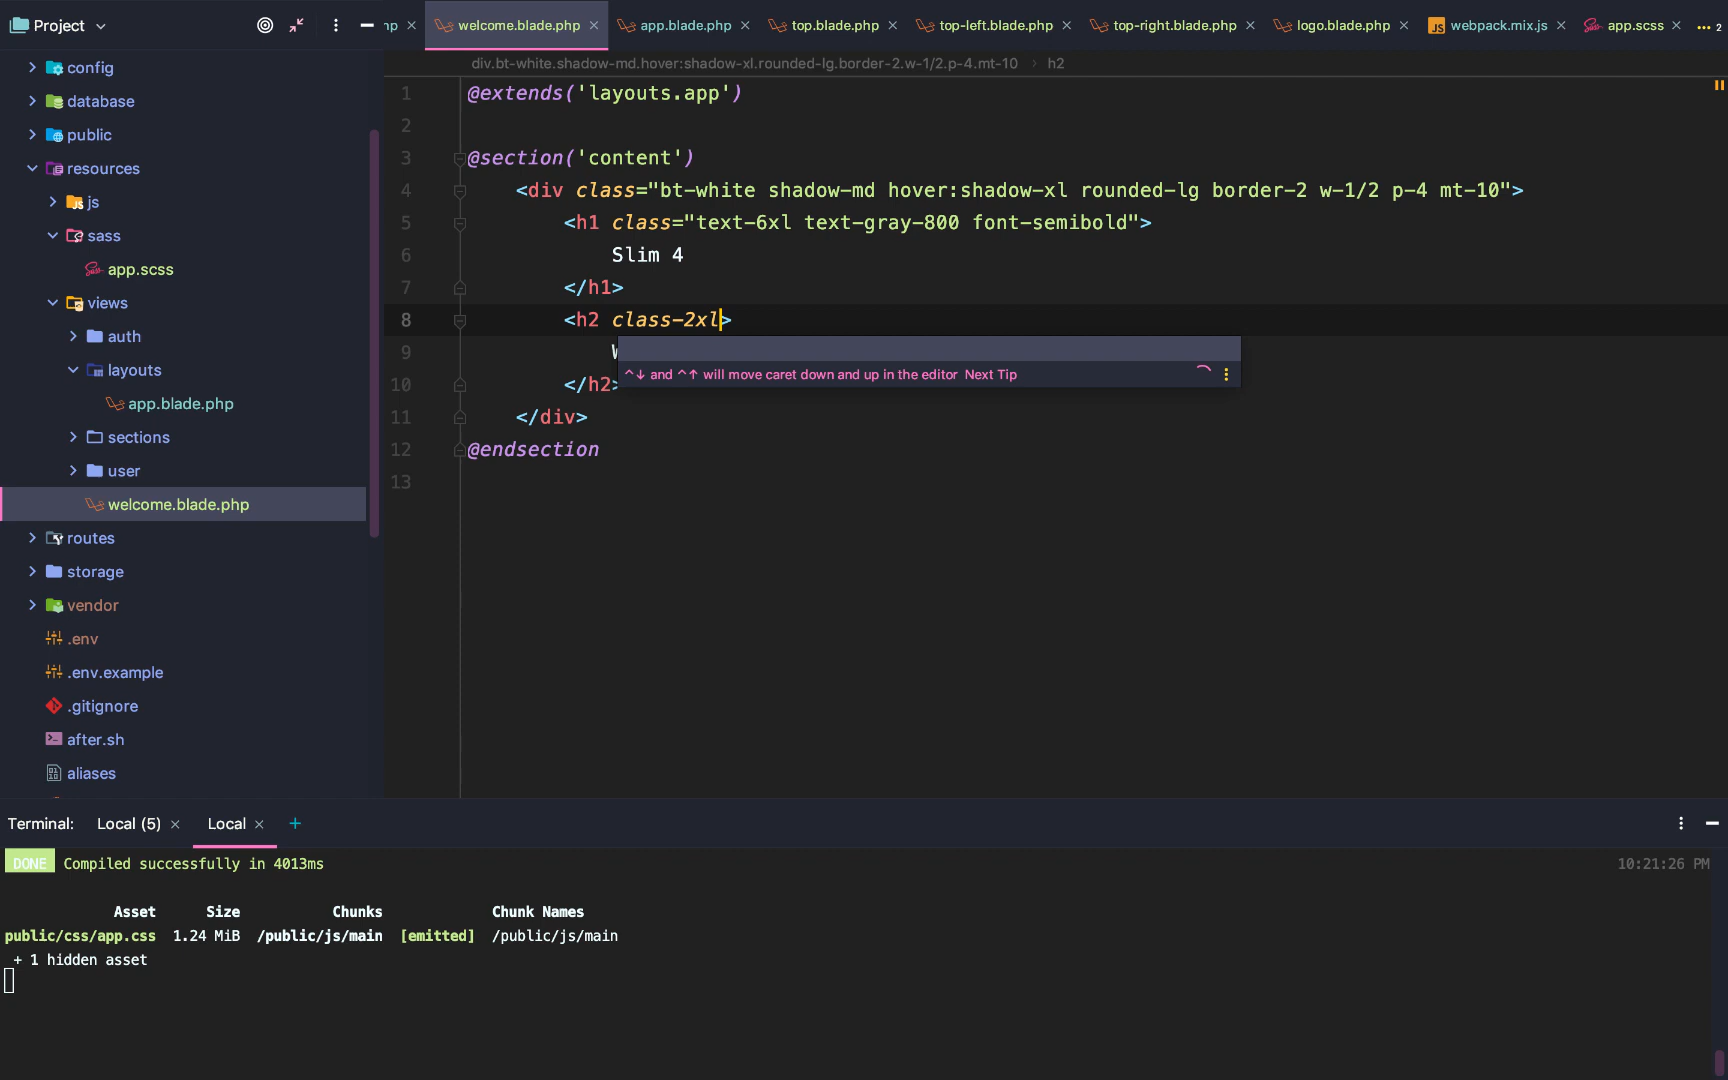 Project
np
welcome.blade.php
app.blade.php
top.blade.php
top-left.blade.php
top-right.blade.php
logo.blade.php
webpack.mix.js
app.scss
2
div.bt-white.shadow-md.hover:shadow-xl.rounded-lg.border-2.w-1/2.p-4.mt-10 › h2
config
database
public
resources
js
sass
app.scss
views
auth
layouts
app.blade.php
sections
user
welcome.blade.php
routes
storage
vendor
.env
.env.example
.gitignore
after.sh
aliases
1 @extends('layouts.app')
2
3 @section('content')
4 <div class="bt-white shadow-md hover:shadow-xl rounded-lg border-2 w-1/2 p-4 mt-10">
5 <h1 class="text-6xl text-gray-800 font-semibold">
6 Slim 4
7 </h1>
8 <h2 class-2xl>
9
^↓ and ^↑ will move caret down and up in the editor Next Tip
10 </h2>
11 </div>
12 @endsection
13
Terminal: Local (5) Local +
DONE Compiled successfully in 4013ms 10:21:26 PM
Asset Size Chunks Chunk Names
public/css/app.css 1.24 MiB /public/js/main [emitted] /public/js/main
+ 1 hidden asset